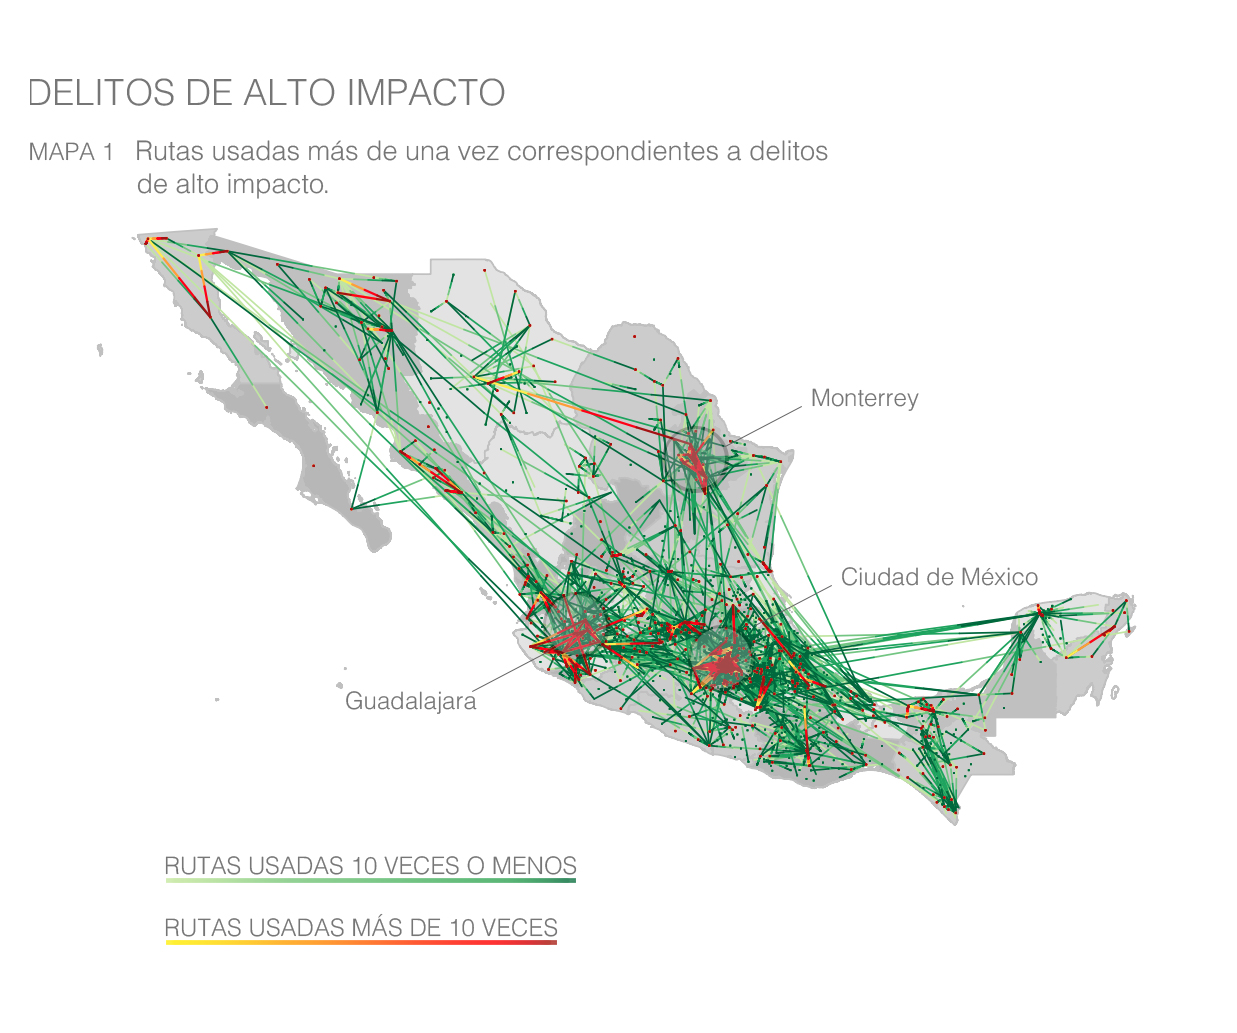 DELITOS DE ALTO IMPACTO
MAPA 1 Rutas usadas más de una vez correspondientes a delitos
de alto impacto.
Monterrey
Ciudad de México
Guadalajara
RUTAS USADAS 10 VECES O MENOS
RUTAS USADAS MÁS DE 10 VECES